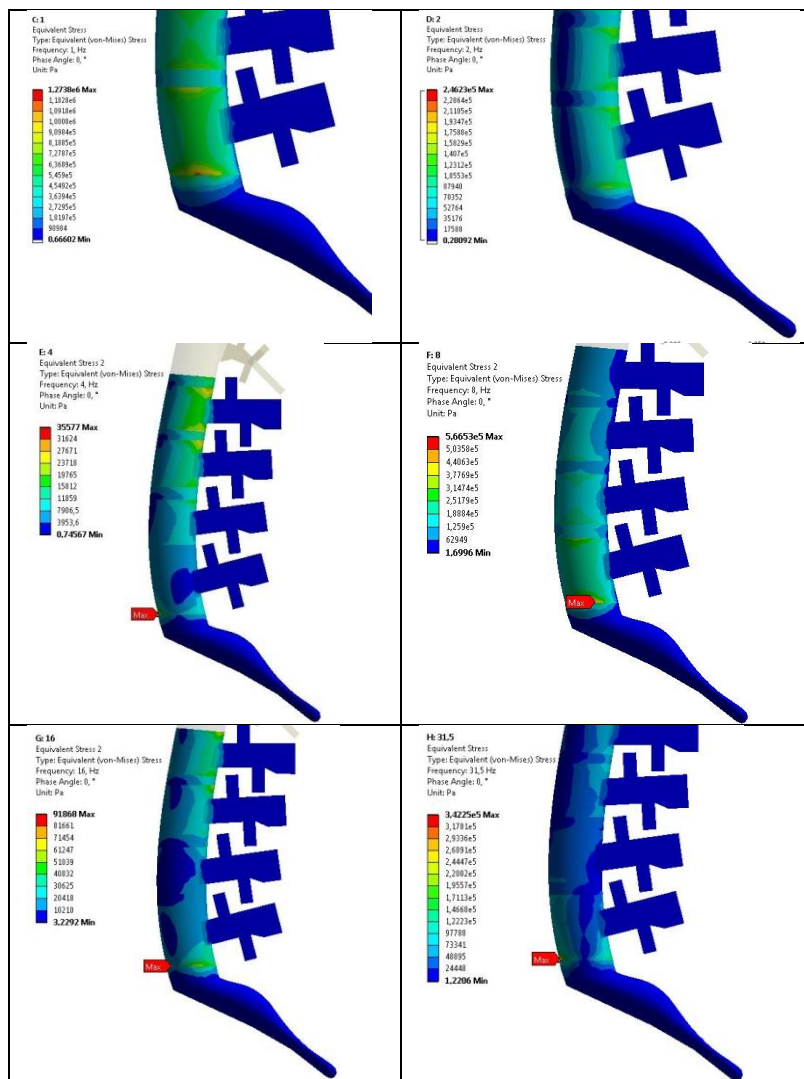 C: 1
Equivalent Stress
Type: Equivalent (von-Mises) Stress
Frequency: 1, Hz
Phase Angle: 0, °
Unit: Pa
1,2738e6 Max
1,1828e6
1,0918e6
1,0008e6
9,0984e5
8,1885e5
7,2787e5
6,3689e5
5,459e5
4,5492e5
3,6394e5
2,7295e5
1,8197e5
90984
0,66602 Min
D: 2
Equivalent Stress
Type: Equivalent (von-Mises) Stress
Frequency: 2, Hz
Phase Angle: 0, °
Unit: Pa
2,4623e5 Max
2,2864e5
2,1105e5
1,9347e5
1,7588e5
1,5829e5
1,407e5
1,2312e5
1,0553e5
87940
70352
52764
35176
17588
0,28092 Min
E: 4
Equivalent Stress 2
Type: Equivalent (von-Mises) Stress
Frequency: 4, Hz
Phase Angle: 0, °
Unit: Pa
35577 Max
31624
27671
23718
19765
15812
11859
7906,5
3953,6
0,74567 Min
Max
F: 8
Equivalent Stress 2
Type: Equivalent (von-Mises) Stress
Frequency: 8, Hz
Phase Angle: 0, °
Unit: Pa
5,6653e5 Max
5,0358e5
4,4063e5
3,7769e5
3,1474e5
2,5179e5
1,8884e5
1,259e5
62949
1,6996 Min
Max
G: 16
Equivalent Stress 2
Type: Equivalent (von-Mises) Stress
Frequency: 16, Hz
Phase Angle: 0, °
Unit: Pa
91868 Max
81661
71454
61247
51039
40832
30625
20418
10210
3,2292 Min
Max
H: 31,5
Equivalent Stress
Type: Equivalent (von-Mises) Stress
Frequency: 31,5 Hz
Phase Angle: 0, °
Unit: Pa
3,4225e5 Max
3,1781e5
2,9336e5
2,6891e5
2,4447e5
2,2002e5
1,9557e5
1,7113e5
1,4668e5
1,2223e5
97788
73341
48895
24448
1,2206 Min
Max